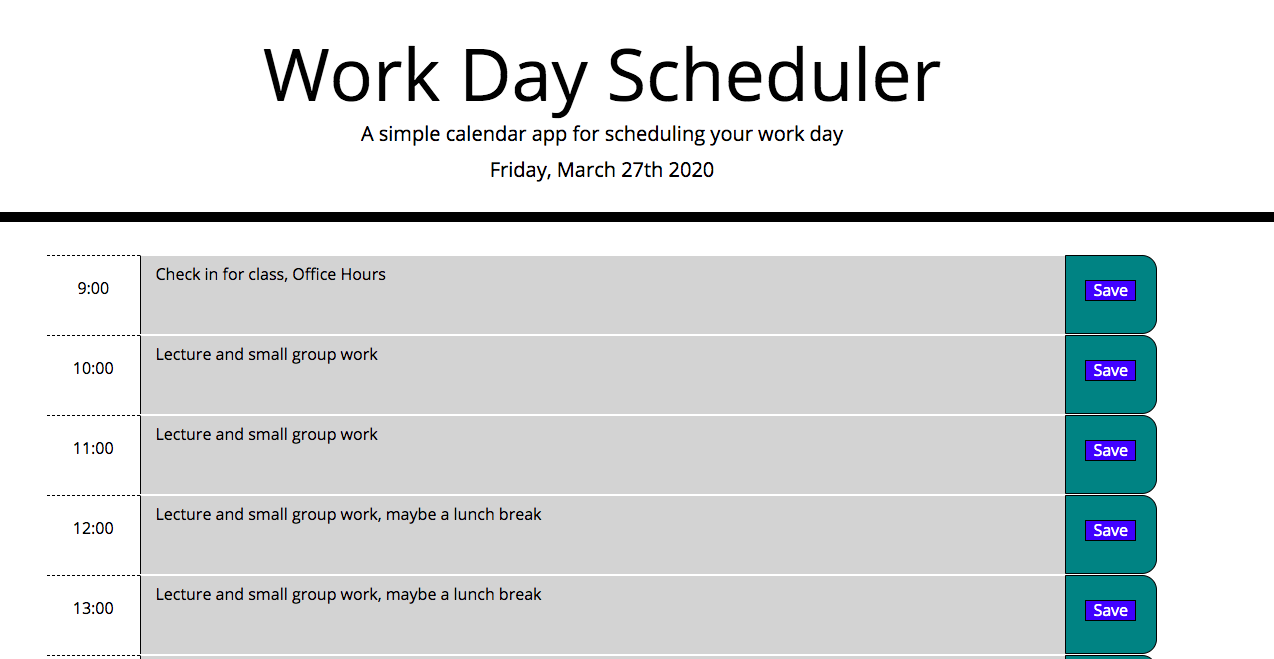 Work Day Scheduler
A simple calendar app for scheduling your work day
Friday, March 27th 2020
9:00 Check in for class, Office Hours Save
10:00 Lecture and small group work Save
11:00 Lecture and small group work Save
12:00 Lecture and small group work, maybe a lunch break Save
13:00 Lecture and small group work, maybe a lunch break Save